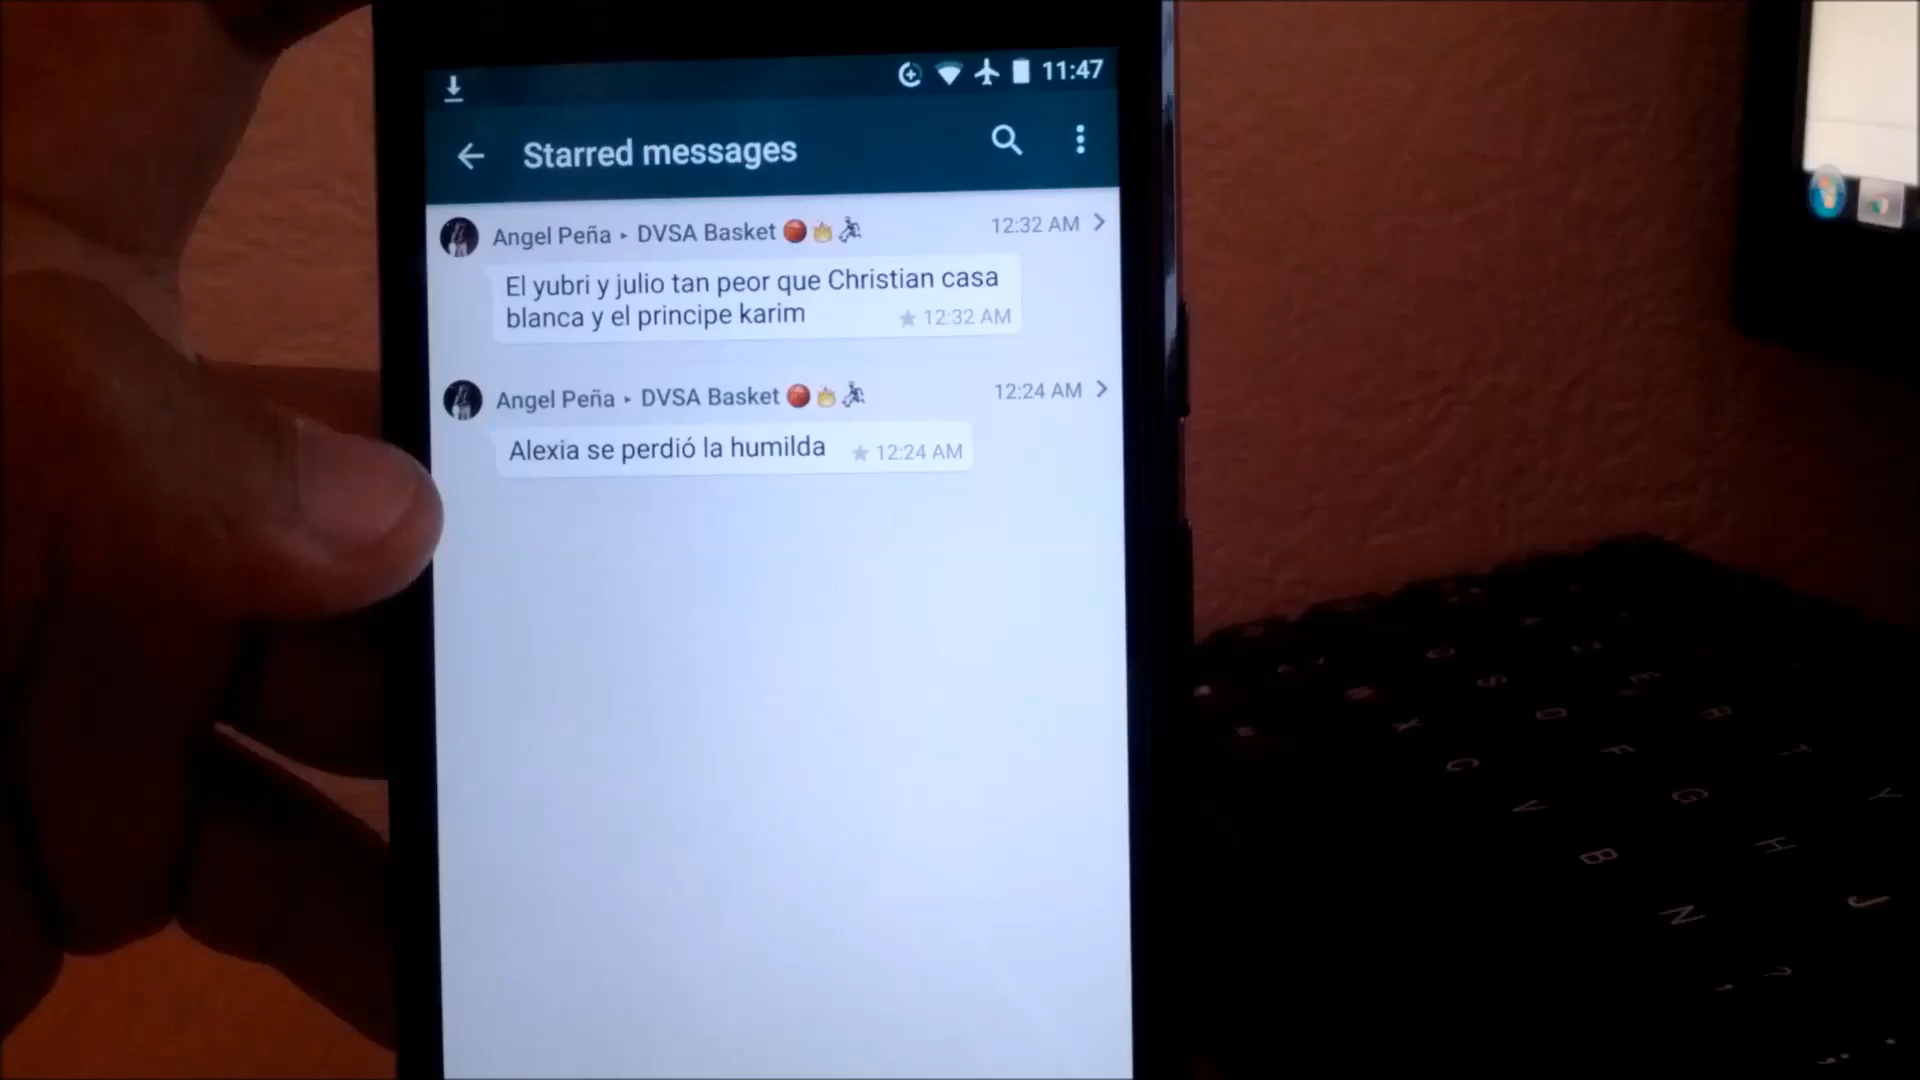 11:47
Starred messages
Angel Peña ‣ DVSA Basket 🏀🔥⛹ 12:32 AM
El yubri y julio tan peor que Christian casa
blanca y el principe karim ★ 12:32 AM
Angel Peña ‣ DVSA Basket 🏀🔥⛹ 12:24 AM
Alexia se perdió la humilda ★ 12:24 AM
S E
X D A
C F T
V G Y
B H
N J